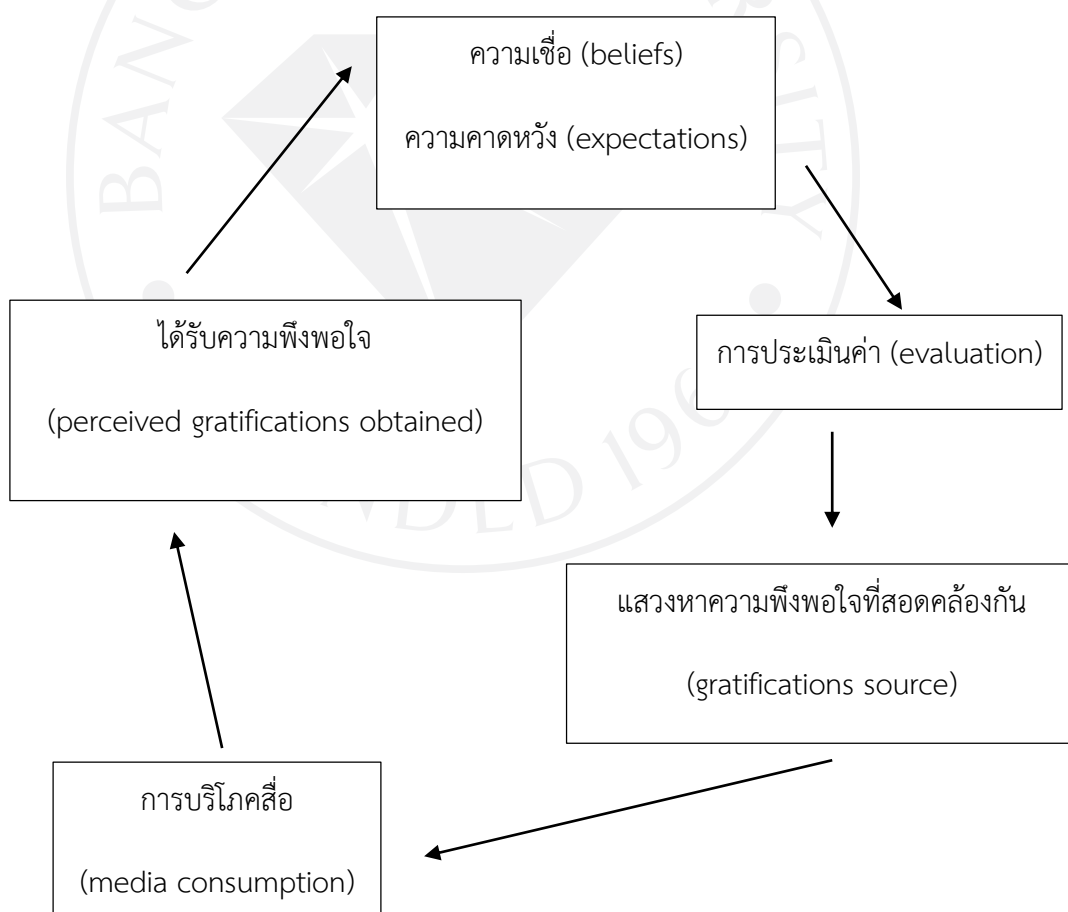 ความเชื่อ (beliefs)
ความคาดหวัง (expectations)
การประเมินค่า (evaluation)
แสวงหาความพึงพอใจที่สอดคล้องกัน
(gratifications source)
การบริโภคสื่อ
(media consumption)
ได้รับความพึงพอใจ
(perceived gratifications obtained)